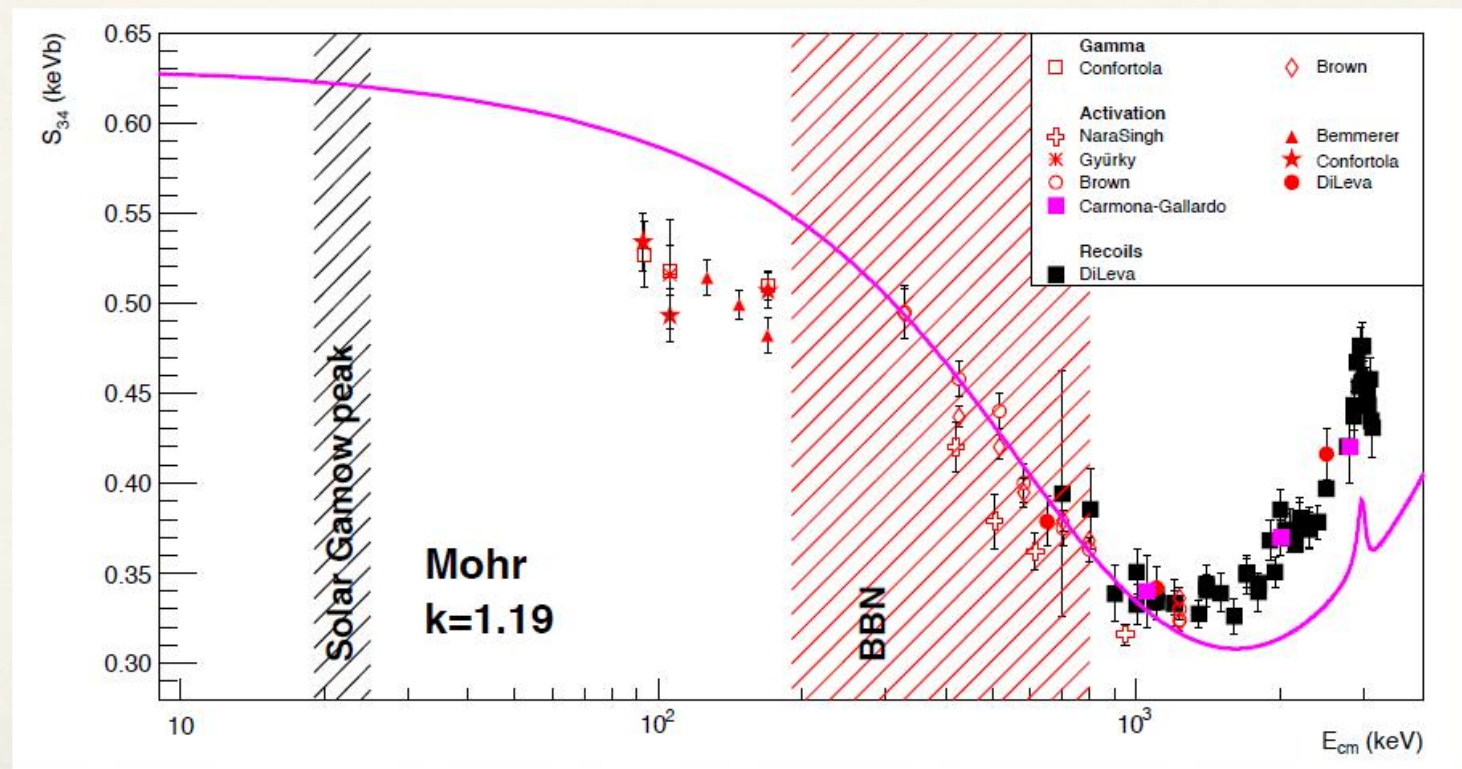 S34 (keVb)
0.65
0.60
0.55
0.50
0.45
0.40
0.35
0.30
Solar Gamow peak
Mohr
k=1.19
BBN
Gamma
Confortola
Brown
Activation
NaraSingh
Bemmerer
Gyürky
Confortola
Brown
DiLeva
Carmona-Gallardo
Recoils
DiLeva
10
10²
10³
Ecm (keV)